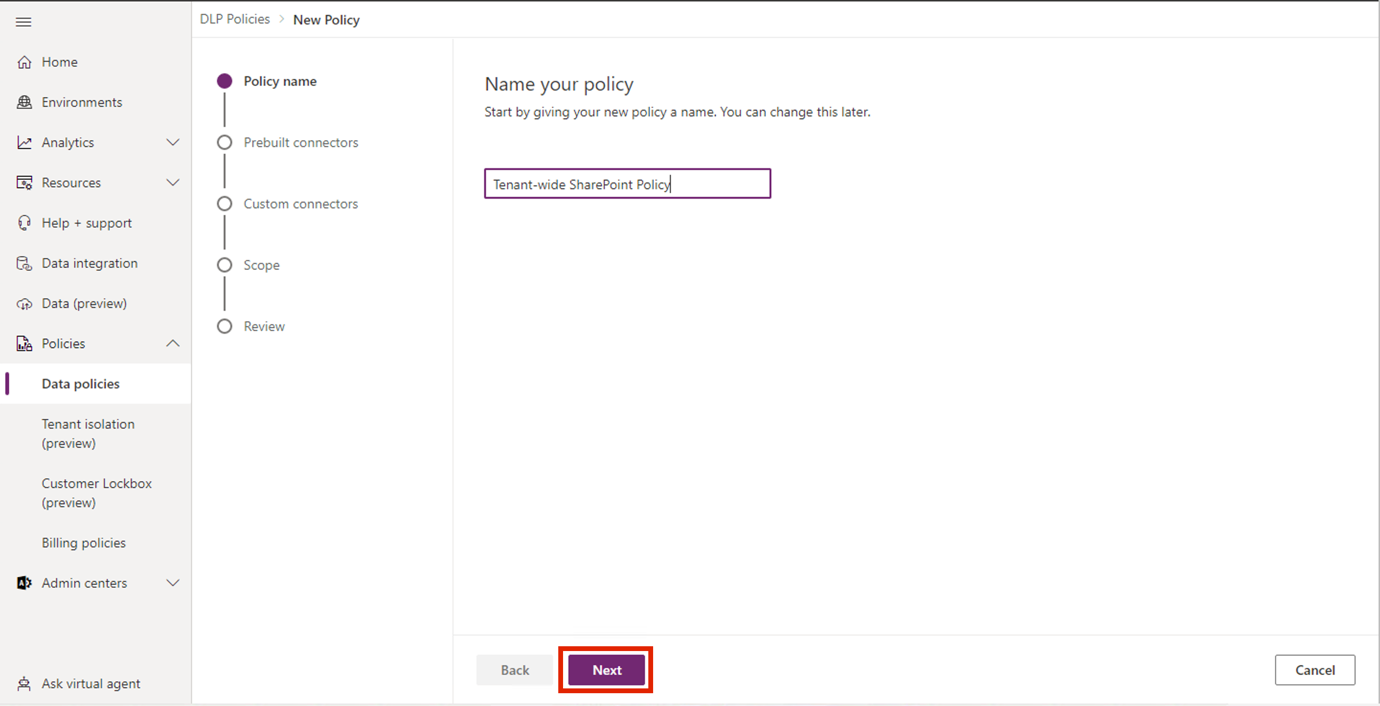 DLP Policies > New Policy
Home
Environments
Analytics
Resources
Help + support
Data integration
Data (preview)
Policies
Data policies
Tenant isolation
(preview)
Customer Lockbox
(preview)
Billing policies
Admin centers
Ask virtual agent
Policy name
Prebuilt connectors
Custom connectors
Scope
Review
Name your policy
Start by giving your new policy a name. You can change this later.
Tenant-wide SharePoint Policy
Back
Next
Cancel